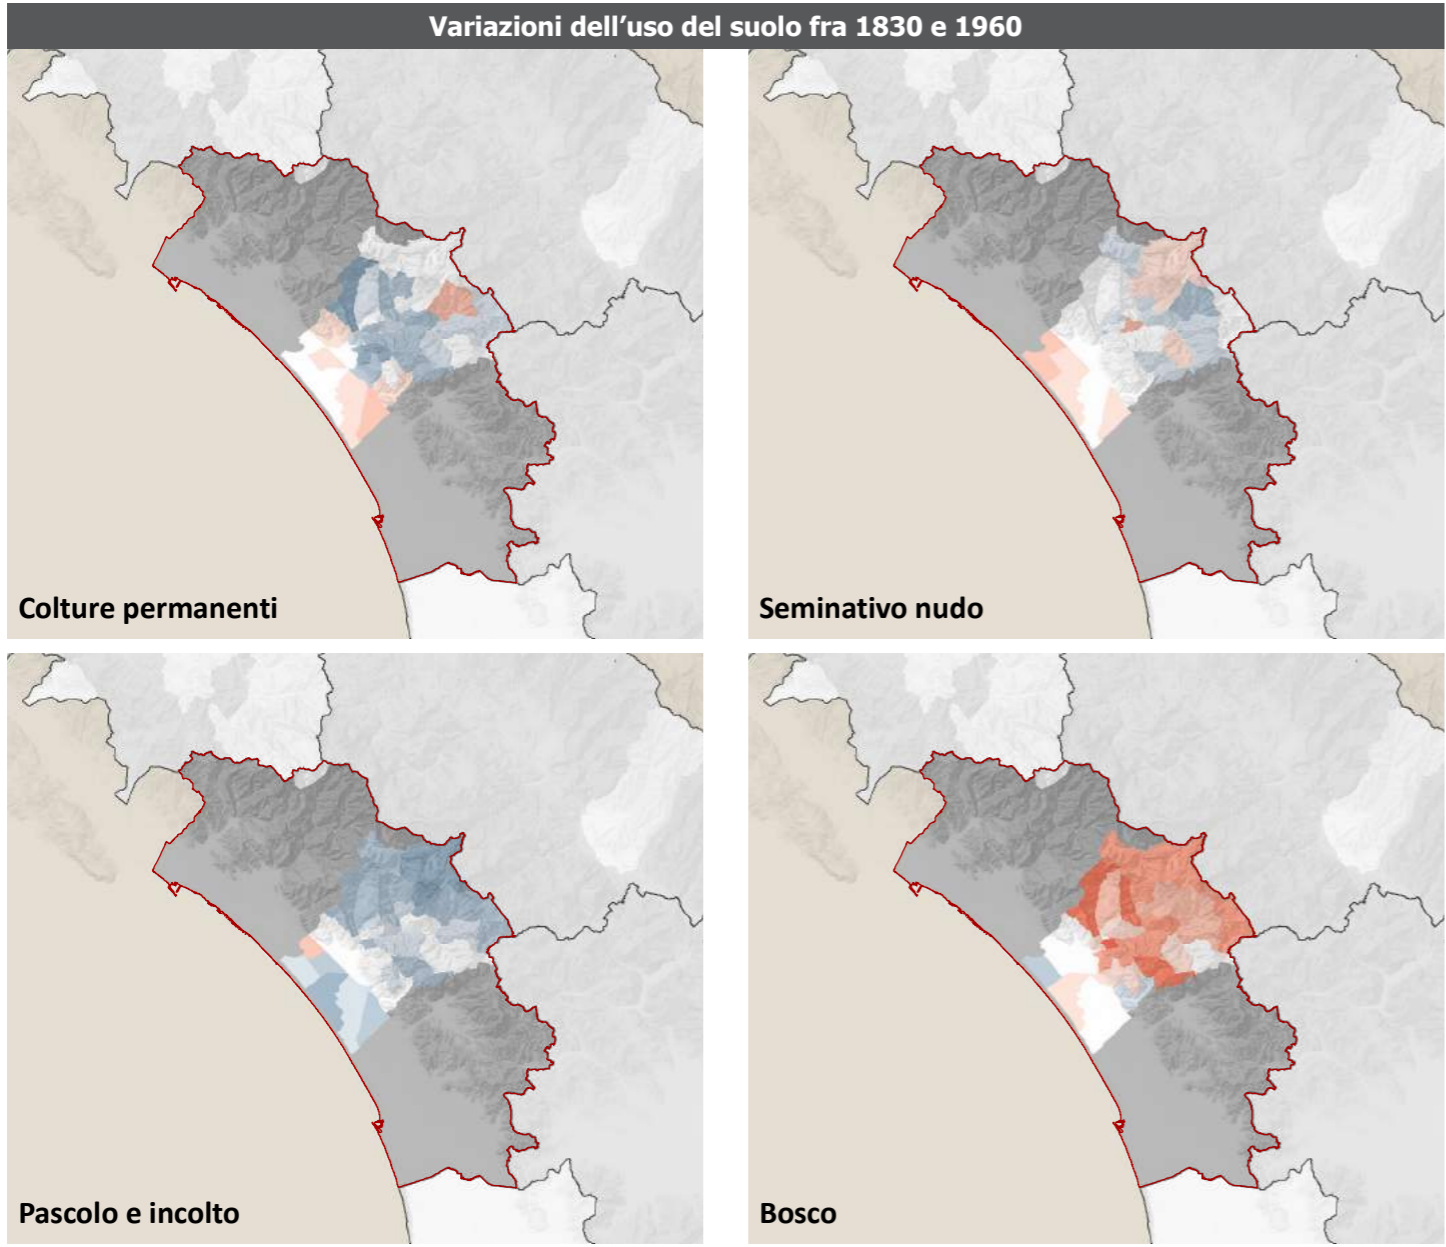 Variazioni dell’uso del suolo fra 1830 e 1960
Colture permanenti
Seminativo nudo
Pascolo e incolto
Bosco